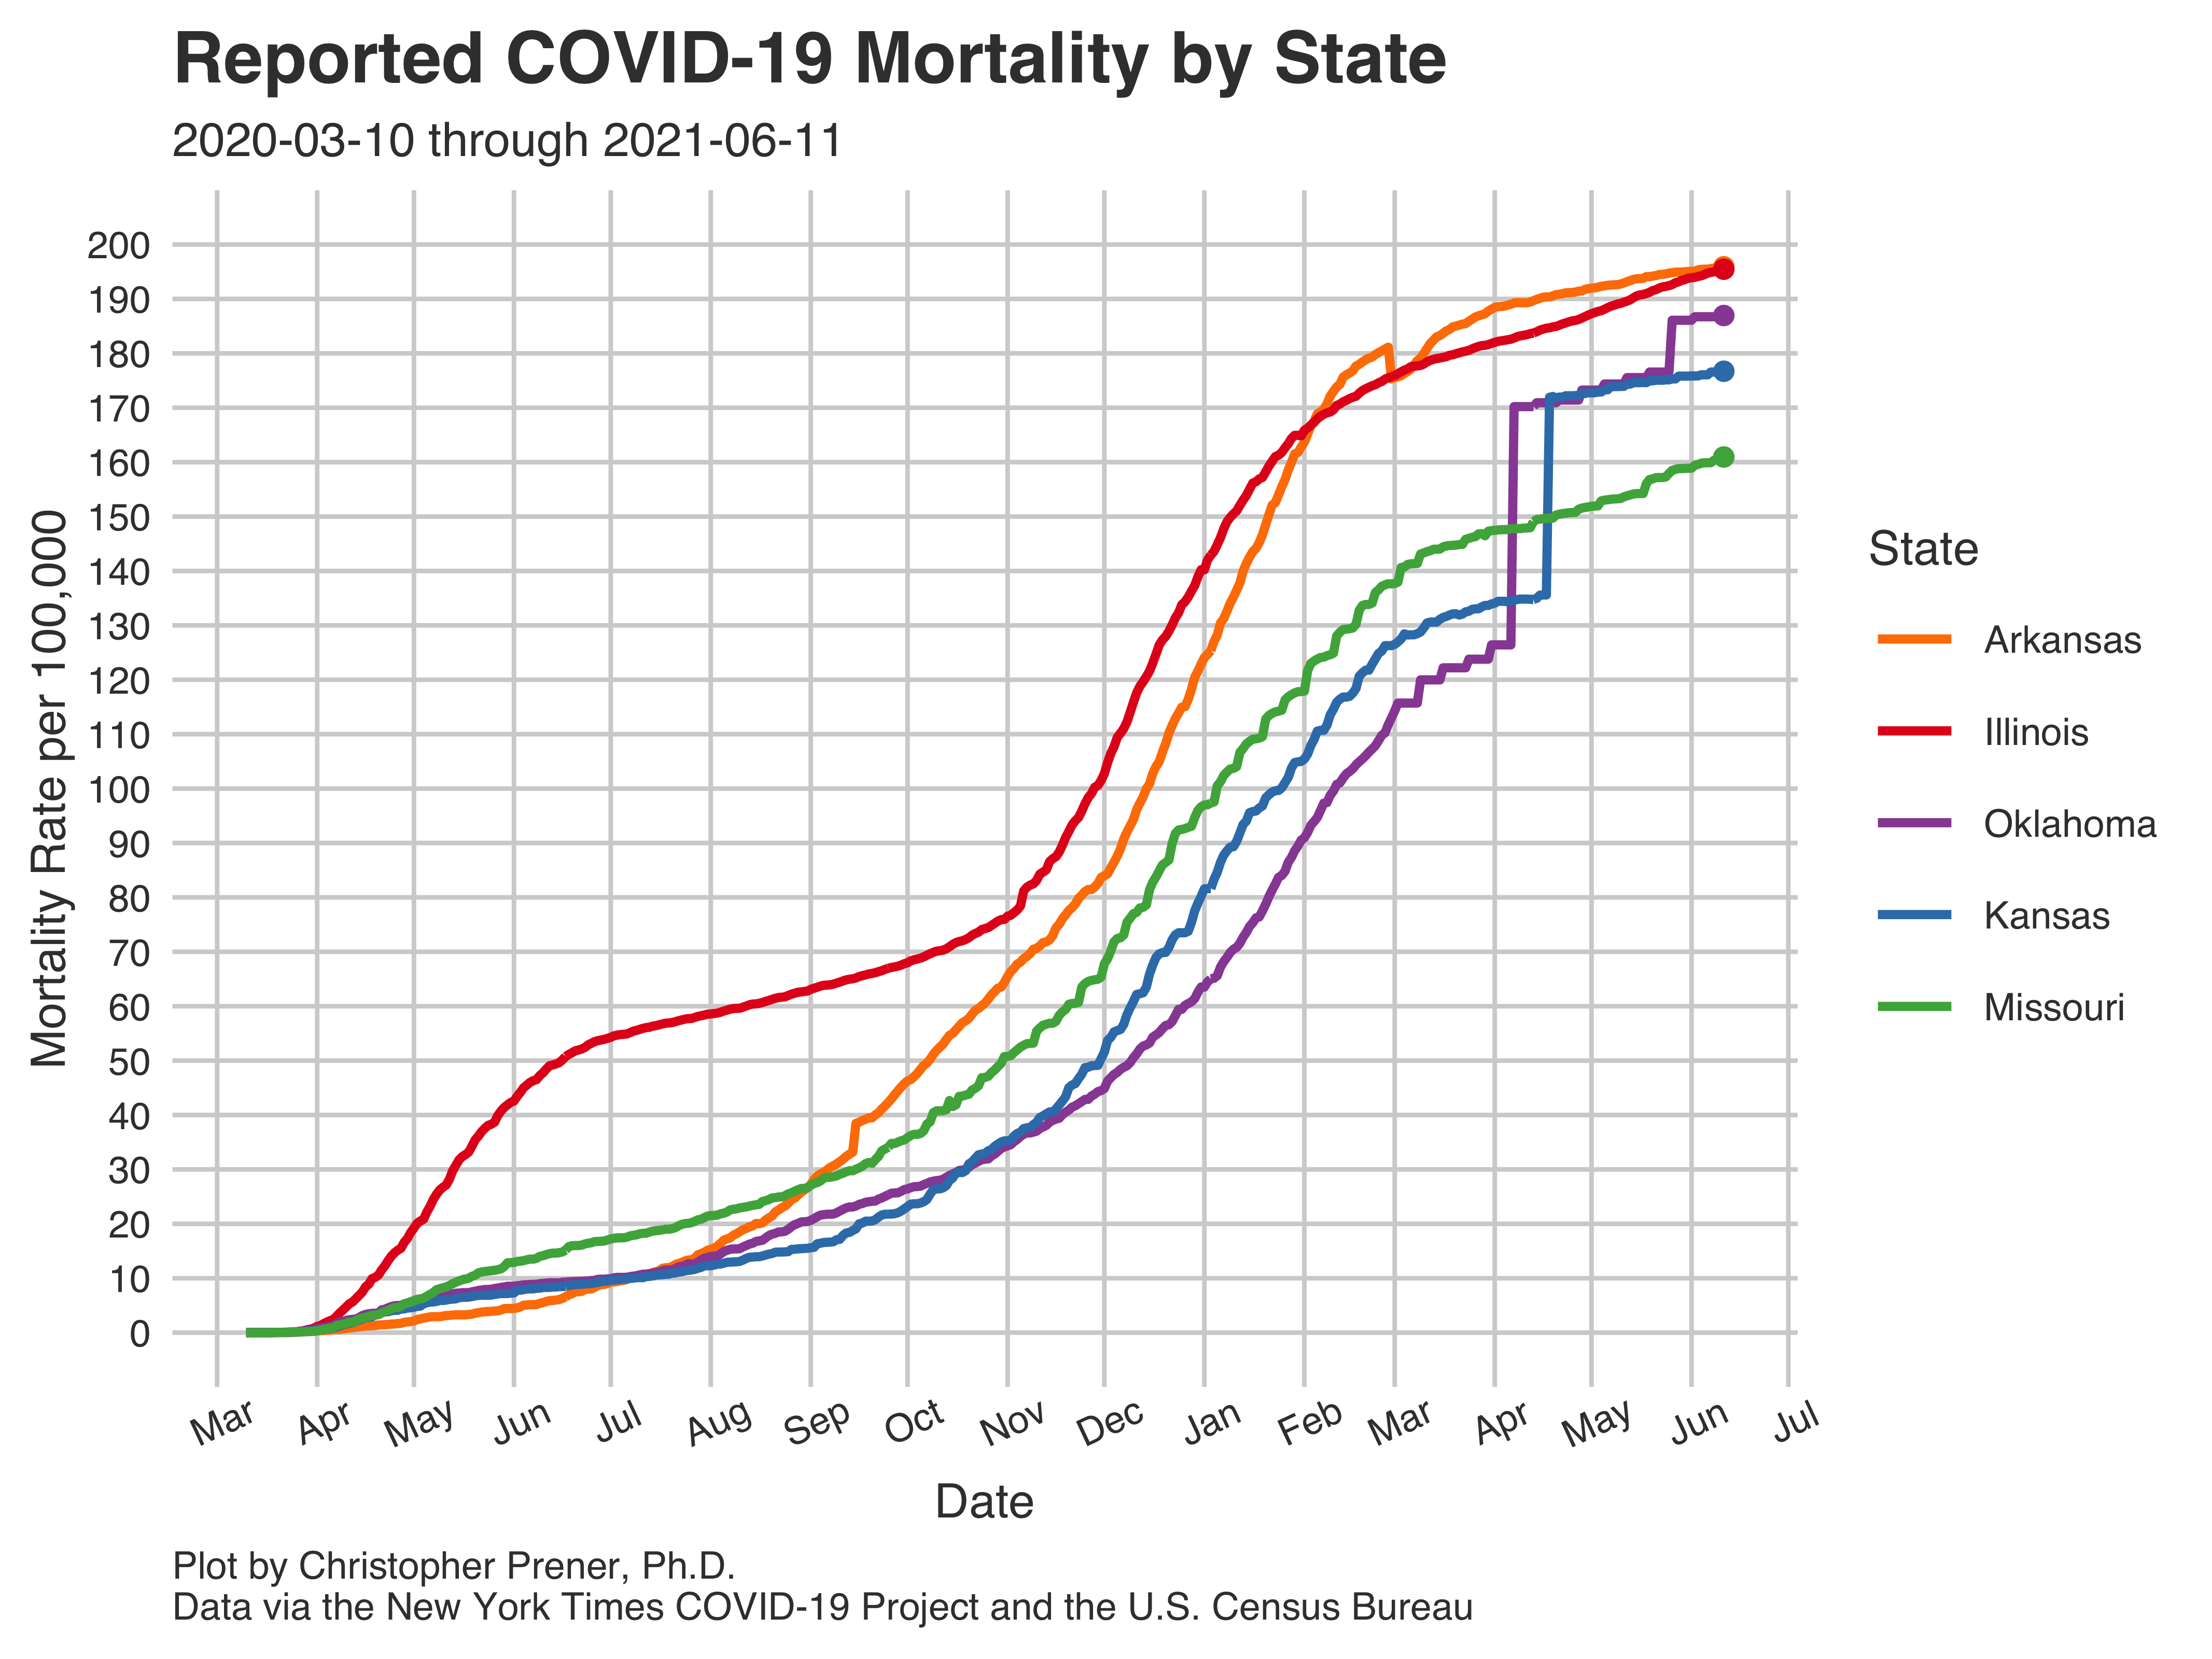 Reported COVID-19 Mortality by State
2020-03-10 through 2021-06-11
Mortality Rate per 100,000
200
190
180
170
160
150
140
130
120
110
100
90
80
70
60
50
40
30
20
10
0
Mar Apr May Jun Jul Aug Sep Oct Nov Dec Jan Feb Mar Apr May Jun Jul
Date
State
Arkansas
Illinois
Oklahoma
Kansas
Missouri
Plot by Christopher Prener, Ph.D.
Data via the New York Times COVID-19 Project and the U.S. Census Bureau